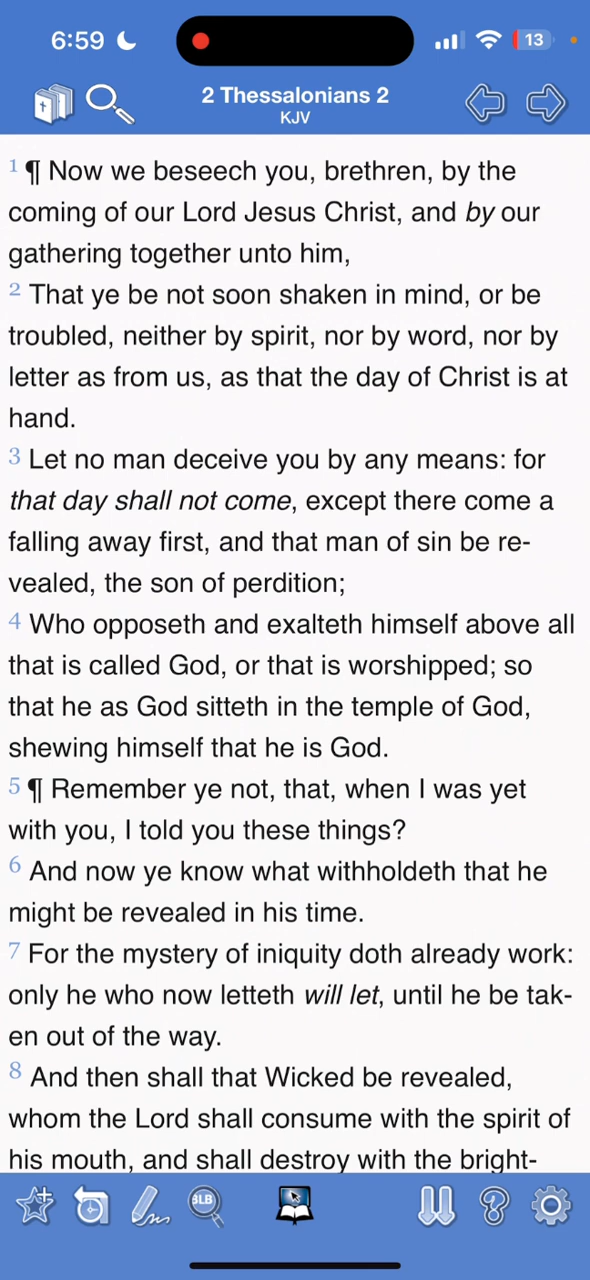 6:59
13
2 Thessalonians 2
KJV
1 ¶ Now we beseech you, brethren, by the
coming of our Lord Jesus Christ, and by our
gathering together unto him,
2 That ye be not soon shaken in mind, or be
troubled, neither by spirit, nor by word, nor by
letter as from us, as that the day of Christ is at
hand.
3 Let no man deceive you by any means: for
that day shall not come, except there come a
falling away first, and that man of sin be re-
vealed, the son of perdition;
4 Who opposeth and exalteth himself above all
that is called God, or that is worshipped; so
that he as God sitteth in the temple of God,
shewing himself that he is God.
5 ¶ Remember ye not, that, when I was yet
with you, I told you these things?
6 And now ye know what withholdeth that he
might be revealed in his time.
7 For the mystery of iniquity doth already work:
only he who now letteth will let, until he be tak-
en out of the way.
8 And then shall that Wicked be revealed,
whom the Lord shall consume with the spirit of
his mouth, and shall destroy with the bright-
BLB